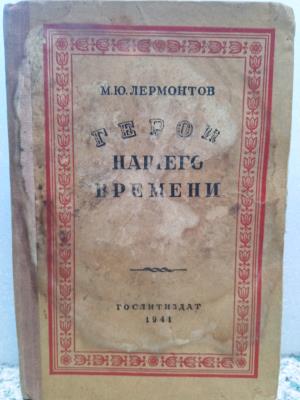 М.Ю.ЛЕРМОНТОВ
ГЕРОЙ
НАШЕГО
ВРЕМЕНИ
ГОСЛИТИЗДАТ
1941